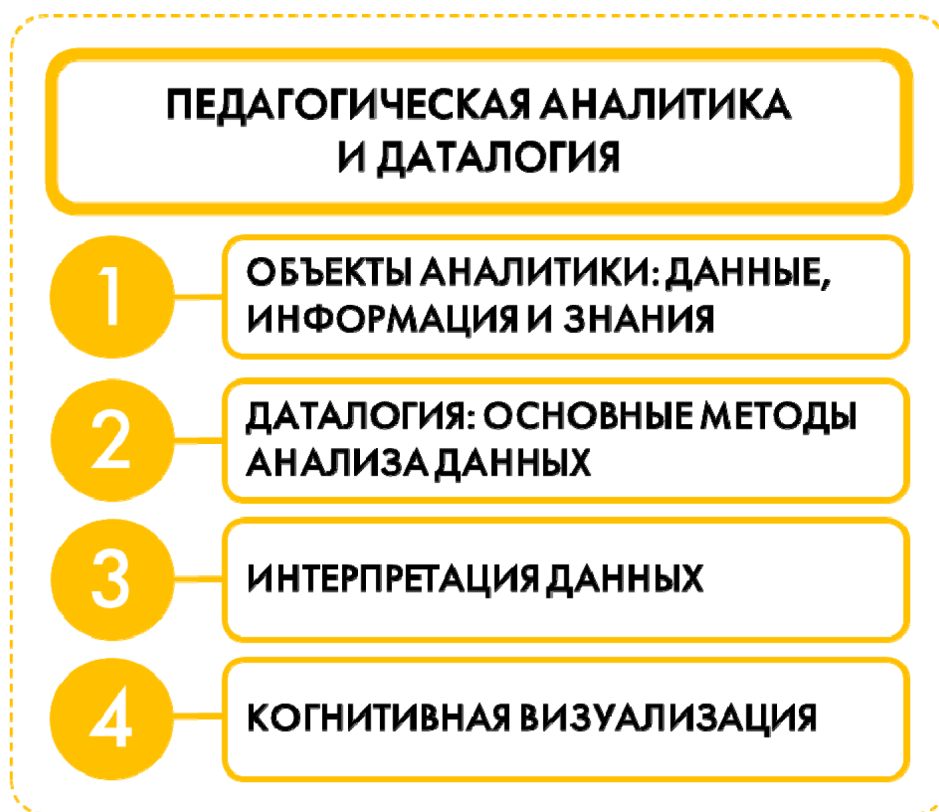 ПЕДАГОГИЧЕСКАЯ АНАЛИТИКА
И ДАТАЛОГИЯ
1
ОБЪЕКТЫ АНАЛИТИКИ: ДАННЫЕ,
ИНФОРМАЦИЯ И ЗНАНИЯ
2
ДАТАЛОГИЯ: ОСНОВНЫЕ МЕТОДЫ
АНАЛИЗА ДАННЫХ
3
ИНТЕРПРЕТАЦИЯ ДАННЫХ
4
КОГНИТИВНАЯ ВИЗУАЛИЗАЦИЯ